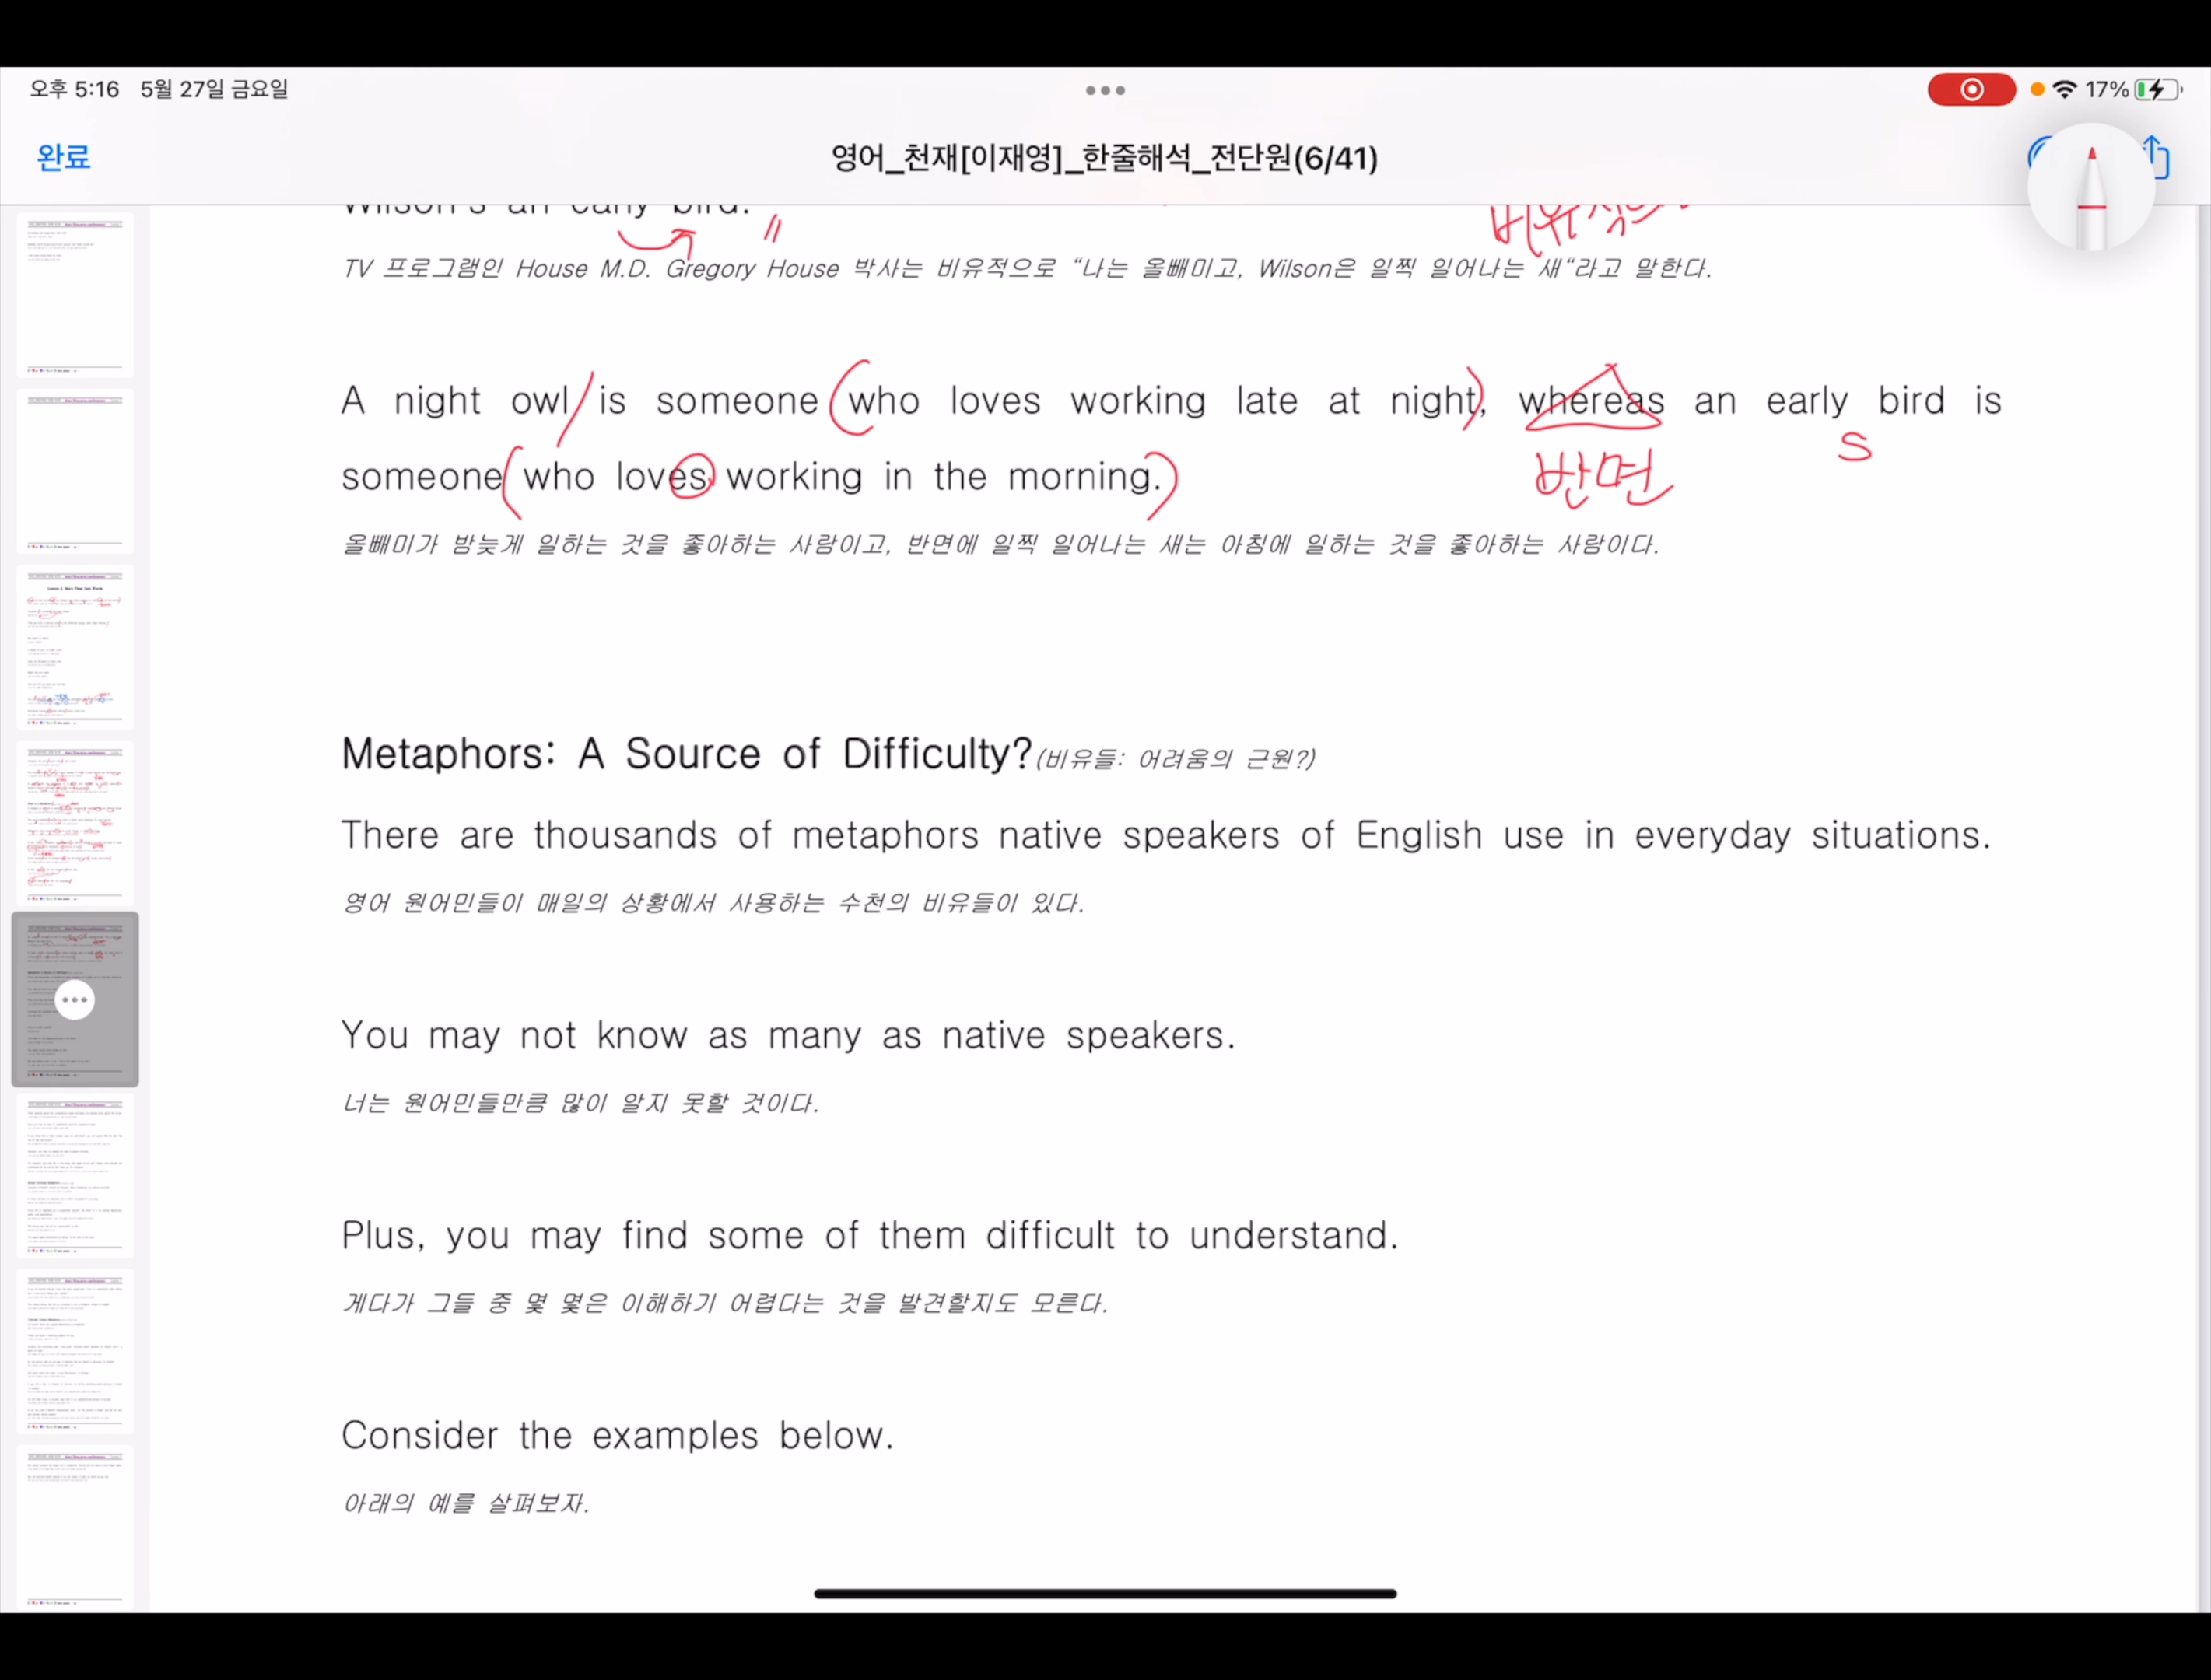 오후 5:16 5월 27일 금요일
17%
완료
영어_천재[이재영]_한줄해석_전단원(6/41)
Wilson's an early bird.
TV 프로그램인 House M.D. Gregory House 박사는 비유적으로 “나는 올빼미고, Wilson은 일찍 일어나는 새“라고 말한다.
A night owl is someone who loves working late at night, whereas an early bird is
S
someone who loves working in the morning.
반면
올빼미가 밤늦게 일하는 것을 좋아하는 사람이고, 반면에 일찍 일어나는 새는 아침에 일하는 것을 좋아하는 사람이다.
Metaphors: A Source of Difficulty?(비유들: 어려움의 근원?)
There are thousands of metaphors native speakers of English use in everyday situations.
영어 원어민들이 매일의 상황에서 사용하는 수천의 비유들이 있다.
You may not know as many as native speakers.
너는 원어민들만큼 많이 알지 못할 것이다.
Plus, you may find some of them difficult to understand.
게다가 그들 중 몇 몇은 이해하기 어렵다는 것을 발견할지도 모른다.
Consider the examples below.
아래의 예를 살펴보자.